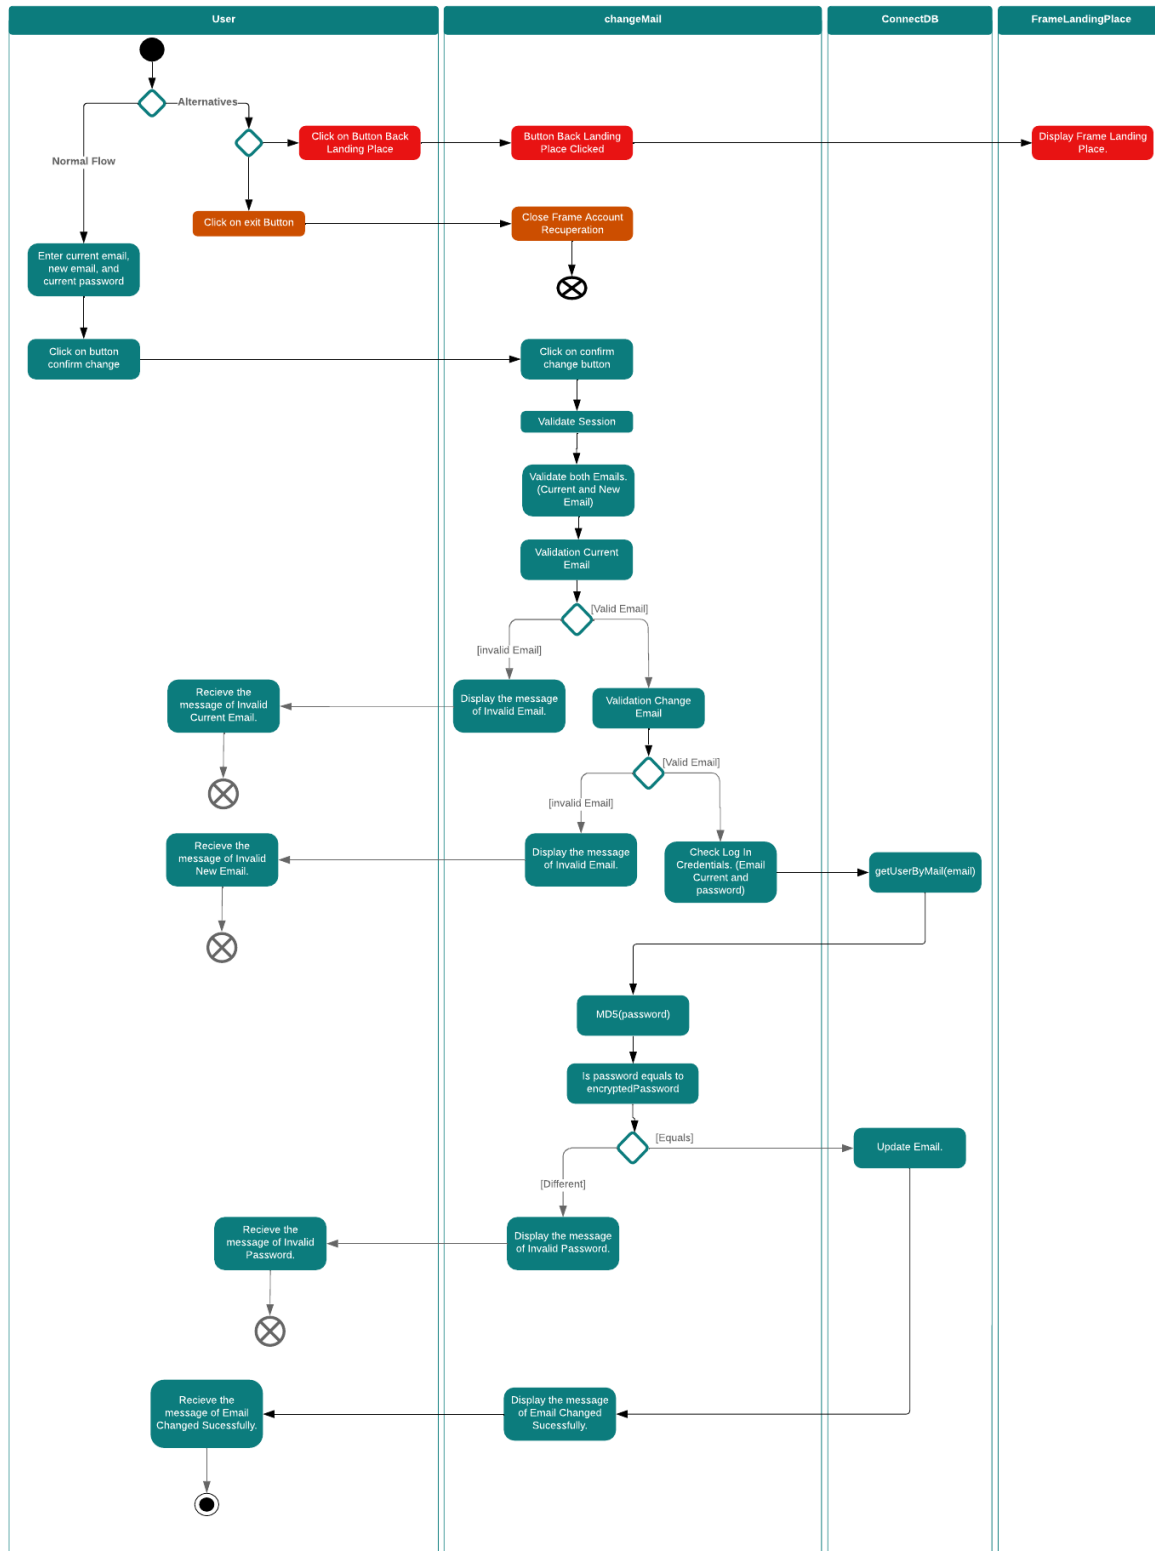 User
changeMail
ConnectDB
FrameLandingPlace
Alternatives
Click on Button Back
Landing Place
Button Back Landing
Place Clicked
Display Frame Landing
Place.
Normal Flow
Click on exit Button
Close Frame Account
Recuperation
Enter current email,
new email, and
current password
Click on button
confirm change
Click on confirm
change button
Validate Session
Validate both Emails.
(Current and New
Email)
Validation Current
Email
[Valid Email]
[invalid Email]
Recieve the
message of Invalid
Current Email.
Display the message
of Invalid Email.
Validation Change
Email
[Valid Email]
[invalid Email]
Recieve the
message of Invalid
New Email.
Display the message
of Invalid Email.
Check Log In
Credentials. (Email
Current and
password)
getUserByMail(email)
MD5(password)
Is password equals to
encryptedPassword
[Equals]
Update Email.
[Different]
Recieve the
message of Invalid
Password.
Display the message
of Invalid Password.
Recieve the
message of Email
Changed Sucessfully.
Display the message
of Email Changed
Sucessfully.